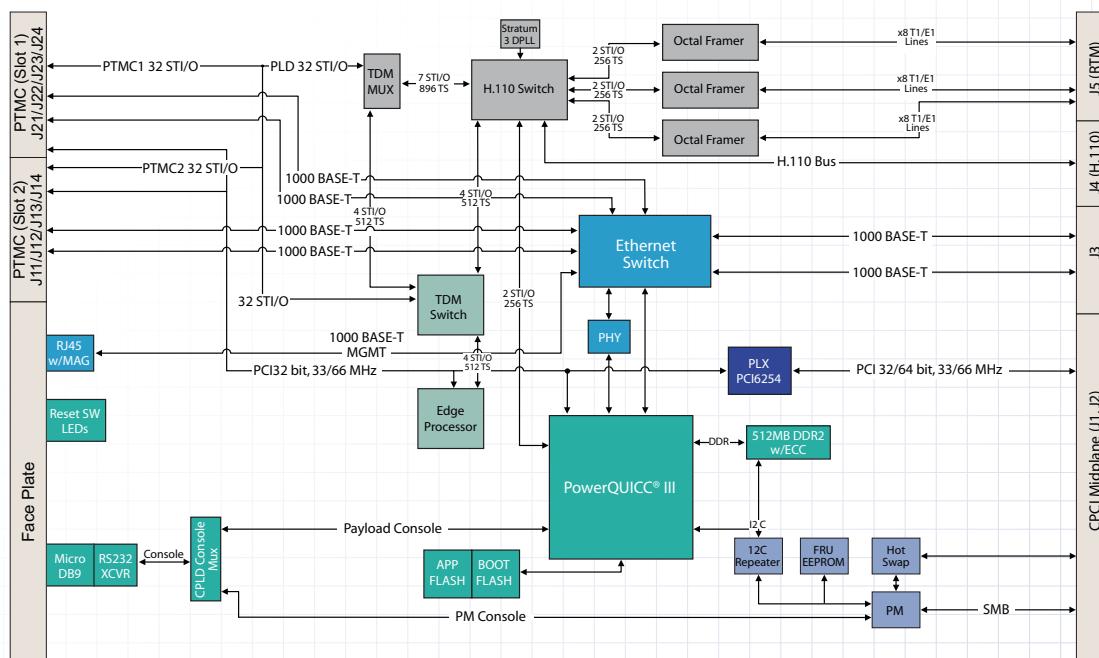 PTMC (Slot 1)
J21/J22/J23/J24
PTMC (Slot 2)
J11/J12/J13/J14
Face Plate
Stratum
3 DPLL
PTMC1 32 STI/O
PLD 32 STI/O
TDM
MUX
7 STI/O
896 TS
H.110 Switch
2 STI/O
256 TS
2 STI/O
256 TS
2 STI/O
256 TS
Octal Framer
Octal Framer
Octal Framer
x8 T1/E1
Lines
x8 T1/E1
Lines
x8 T1/E1
Lines
J5 (RTM)
J4 (H.110)
J3
CPCI Midplane (J1, J2)
H.110 Bus
PTMC2 32 STI/O
1000 BASE-T
1000 BASE-T
4 STI/O
512 TS
4 STI/O
512 TS
1000 BASE-T
1000 BASE-T
Ethernet
Switch
1000 BASE-T
1000 BASE-T
32 STI/O
TDM
Switch
2 STI/O
256 TS
PHY
RJ45
w/MAG
1000 BASE-T
MGMT
4 STI/O
512 TS
PCI32 bit, 33/66 MHz
PLX
PCI6254
PCI 32/64 bit, 33/66 MHz
Reset SW
LEDs
Edge
Processor
PowerQUICC® III
DDR
512MB DDR2
w/ECC
I2 C
Payload Console
Micro
DB9
RS232
XCVR
Console
CPLD Console
Mux
APP
FLASH
BOOT
FLASH
12C
Repeater
FRU
EEPROM
Hot
Swap
PM
SMB
PM Console